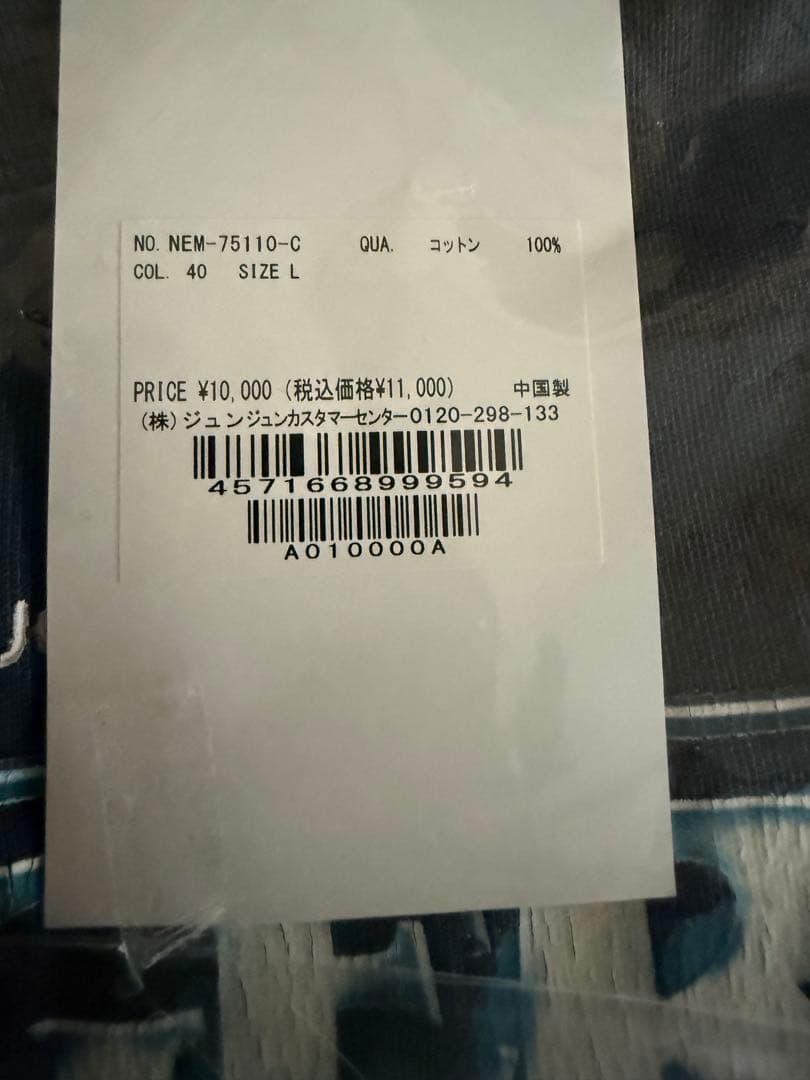 NO. NEM-75110-C QUA. コットン 100%
COL. 40 SIZE L
PRICE ¥10,000 (税込価格¥11,000) 中国製
(株)ジュンジュンカスタマーセンター0120-298-133
4571668999594
A010000A